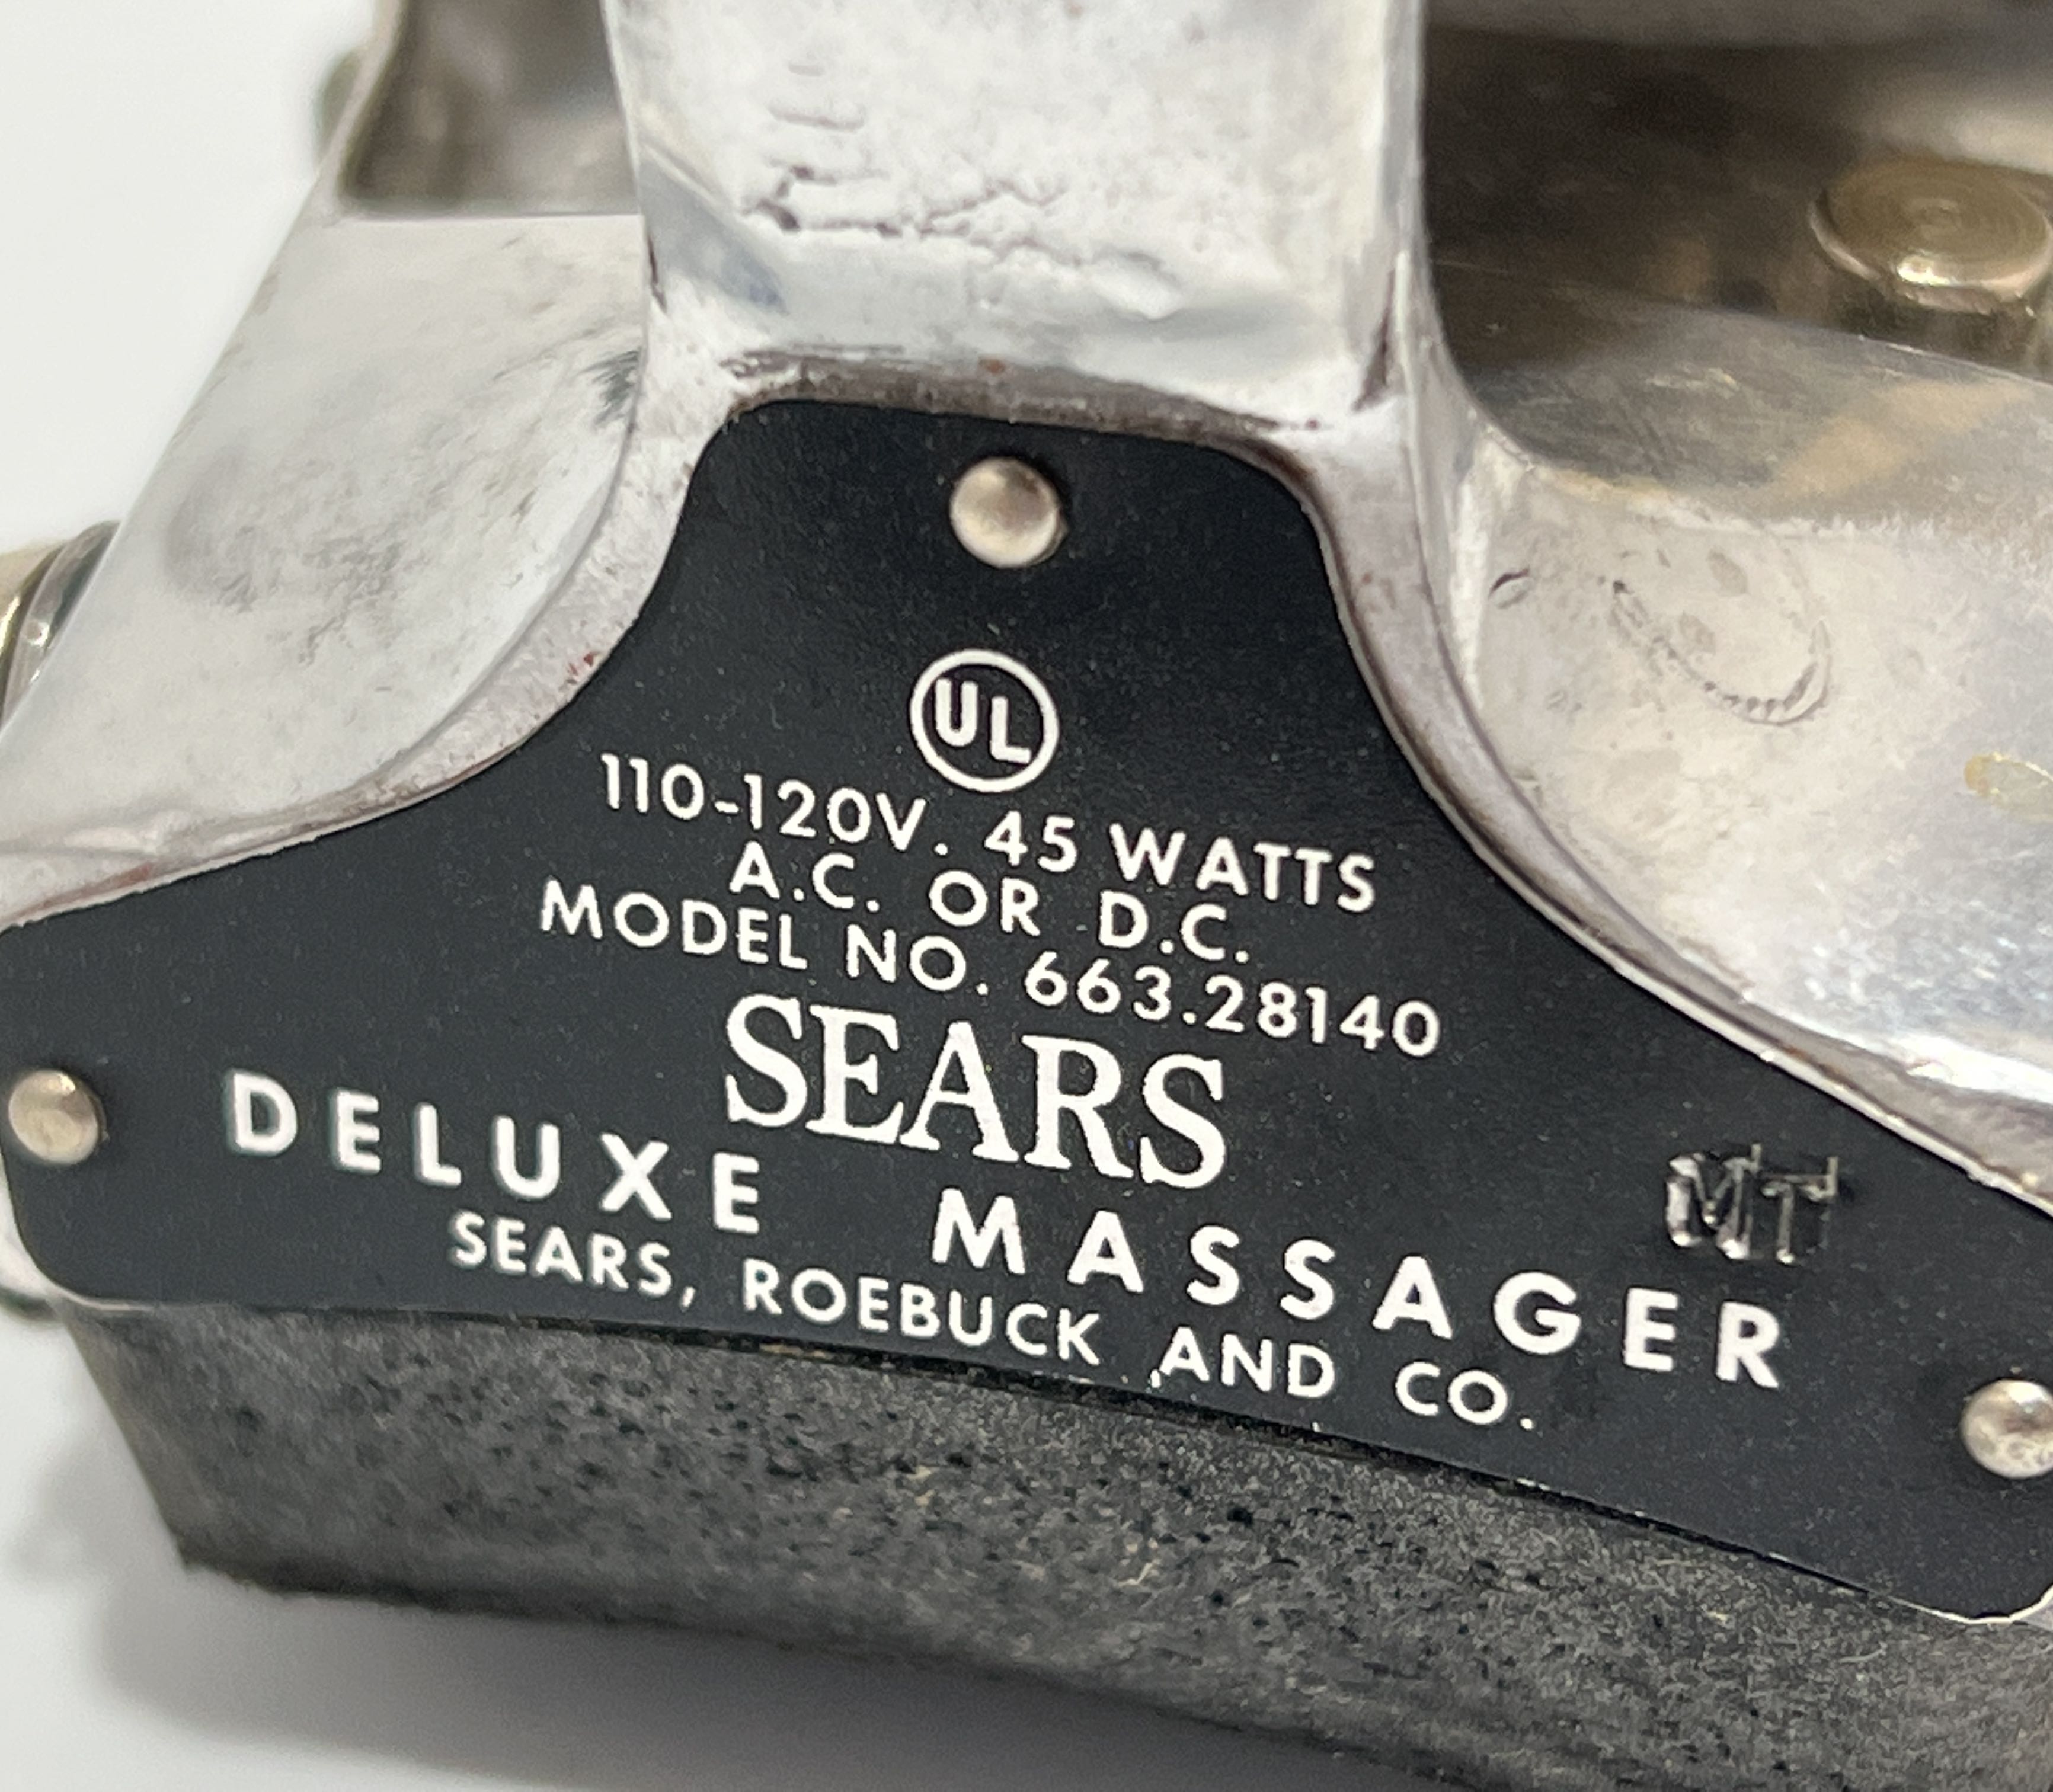 UL
110-120V. 45 WATTS
A.C. OR D.C.
MODEL NO. 663.28140
SEARS
DELUXE MASSAGER
MT
SEARS, ROEBUCK AND CO.